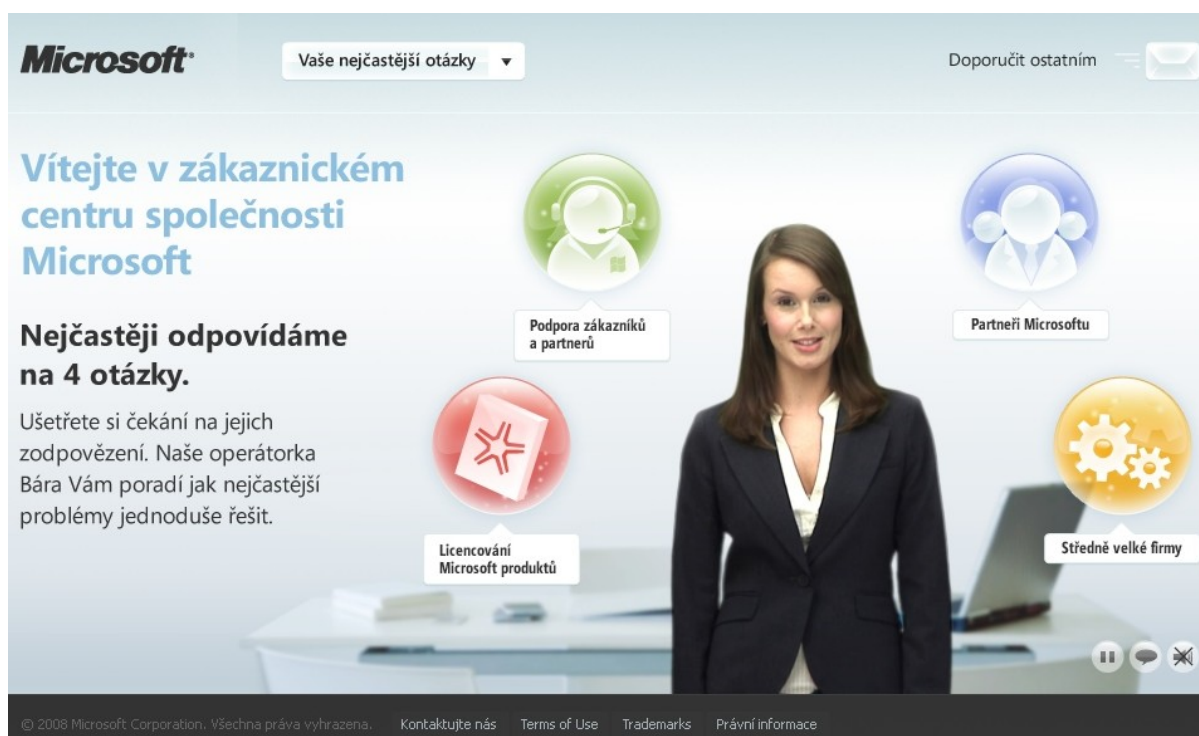 Microsoft®
Vaše nejčastější otázky
Doporučit ostatním
Vítejte v zákaznickém
centru společnosti
Microsoft
Nejčastěji odpovídáme
na 4 otázky.
Ušetřete si čekání na jejich
zodpovězení. Naše operátorka
Bára Vám poradí jak nejčastější
problémy jednoduše řešit.
Podpora zákazníků
a partnerů
Partneři Microsoftu
Licencování
Microsoft produktů
Středně velké firmy
© 2008 Microsoft Corporation. Všechna práva vyhrazena. Kontaktujte nás Terms of Use Trademarks Právní informace